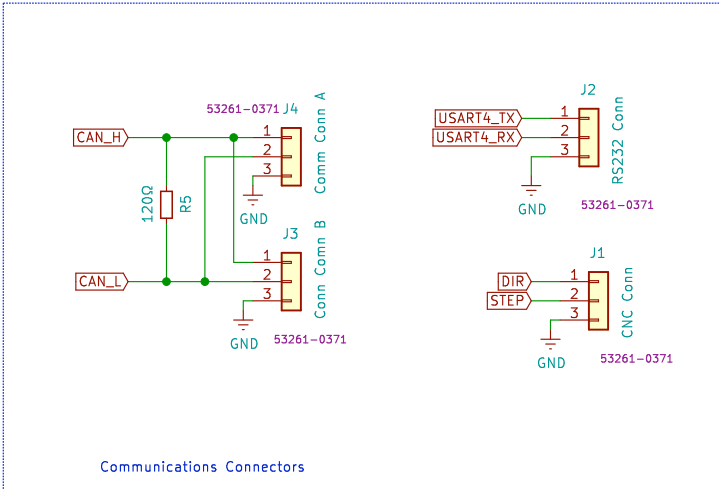 53261-0371 J4
CAN_H
1
2
3
Comm Conn A
GND
120Ω
R5
J3
CAN_L
1
2
3
Conn Comn B
GND
53261-0371
J2
USART4_TX
USART4_RX
1
2
3
RS232 Conn
GND
53261-0371
J1
DIR
STEP
1
2
3
CNC Conn
GND
53261-0371
Communications Connectors